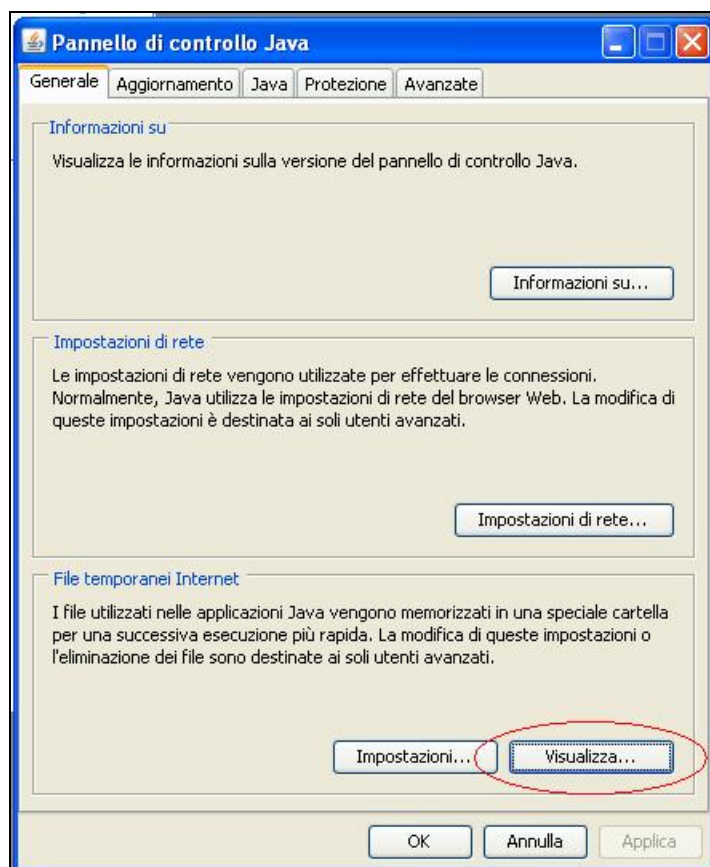 Pannello di controllo Java
Generale Aggiornamento Java Protezione Avanzate
Informazioni su
Visualizza le informazioni sulla versione del pannello di controllo Java.
Informazioni su...
Impostazioni di rete
Le impostazioni di rete vengono utilizzate per effettuare le connessioni.
Normalmente, Java utilizza le impostazioni di rete del browser Web. La modifica di
queste impostazioni è destinata ai soli utenti avanzati.
Impostazioni di rete...
File temporanei Internet
I file utilizzati nelle applicazioni Java vengono memorizzati in una speciale cartella
per una successiva esecuzione più rapida. La modifica di queste impostazioni o
l'eliminazione dei file sono destinate ai soli utenti avanzati.
Impostazioni... Visualizza...
OK Annulla Applica